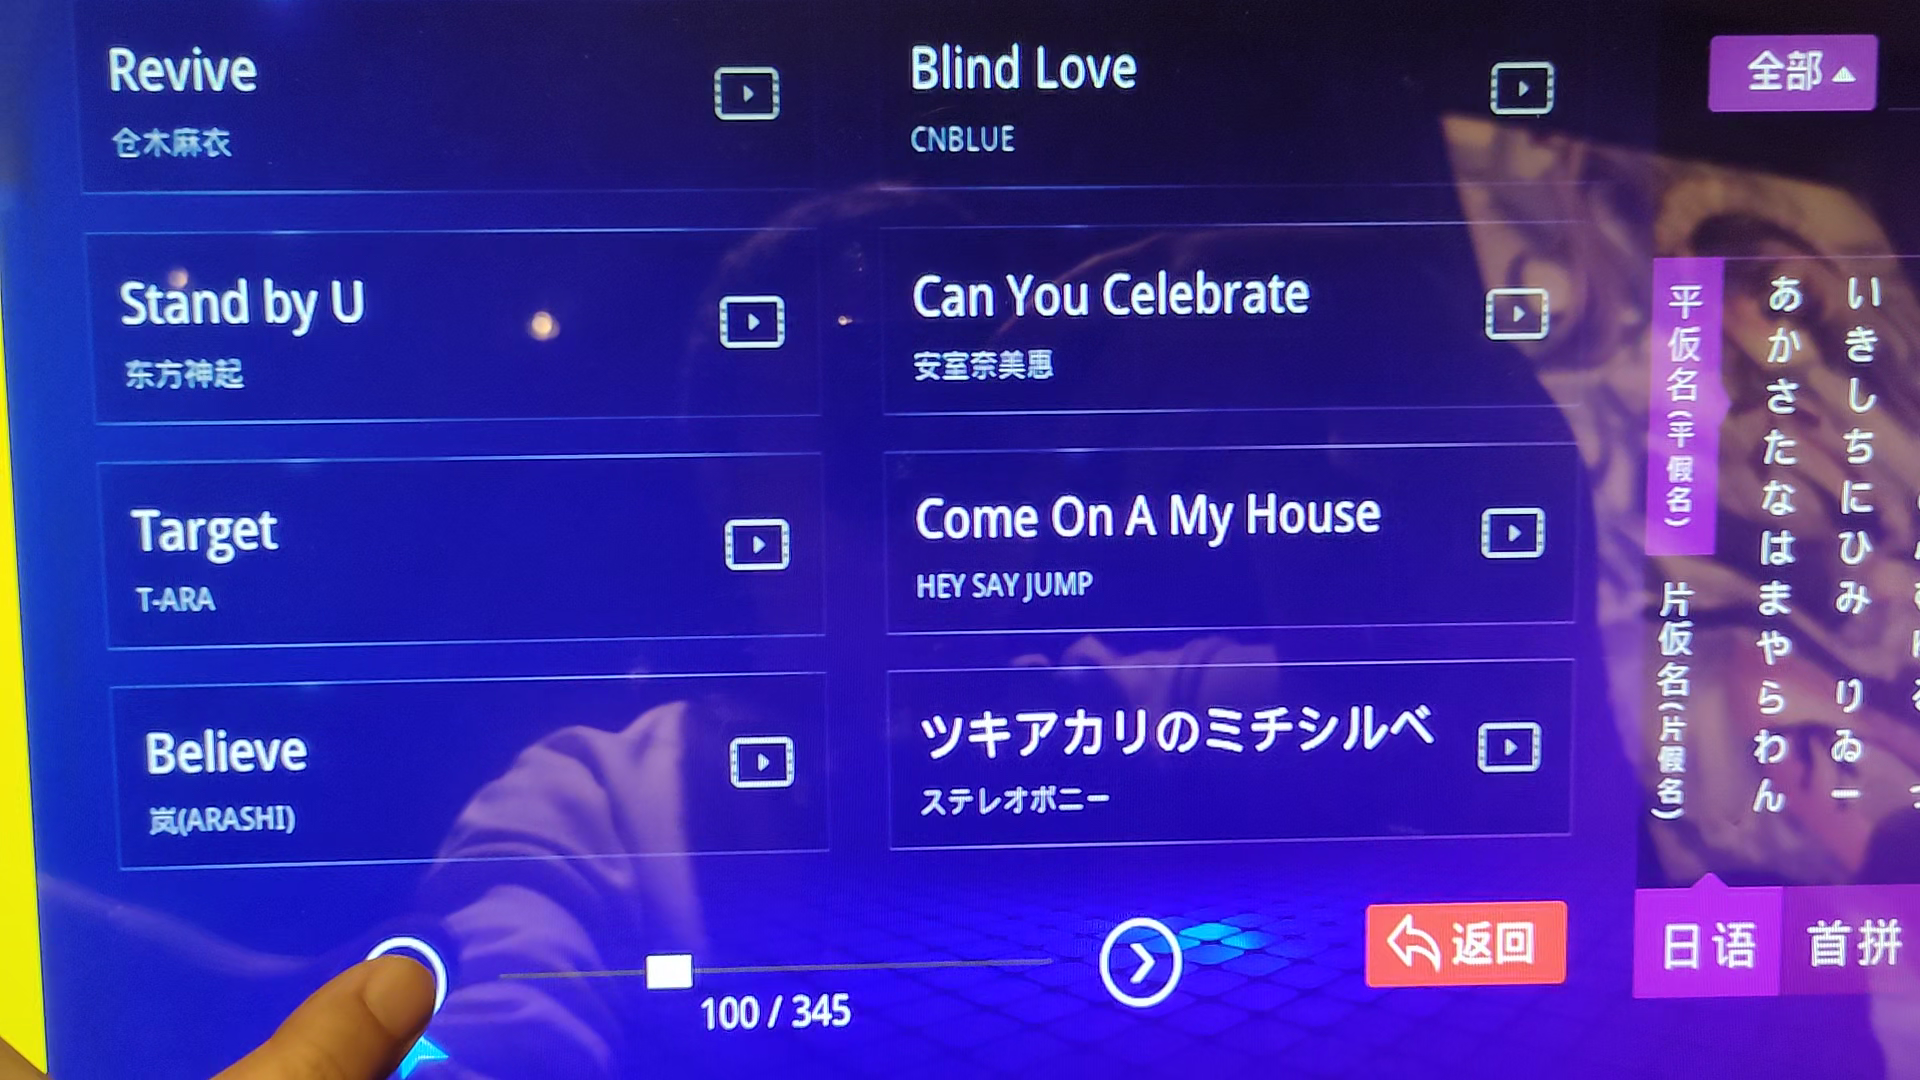 Revive
仓木麻衣
Blind Love
CNBLUE
Stand by U
东方神起
Can You Celebrate
安室奈美惠
Target
T-ARA
Come On A My House
HEY SAY JUMP
Believe
岚(ARASHI)
ツキアカリのミチシルベ
ステレオポニー
100 / 345
返回
全部
平仮名(平假名)
片仮名(片假名)
あかさたなはまやらわん
いきしちにひみ りゐー
日语
首拼